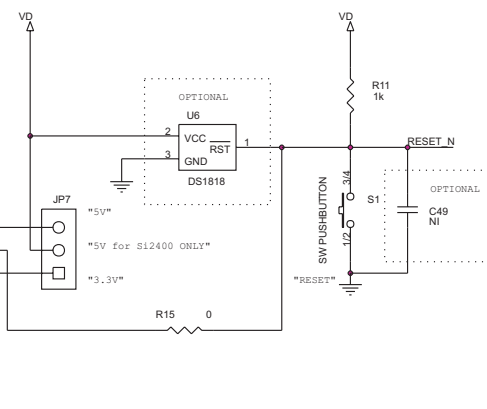 VD
VD
OPTIONAL
U6
R11
1k
2
VCC
RST
1
RESET_N
3
GND
DS1818
SW PUSHBUTTON
3/4
1/2
S1
OPTIONAL
C49
NI
JP7
"5V"
"5V for Si2400 ONLY"
"3.3V"
"RESET"
R15
0